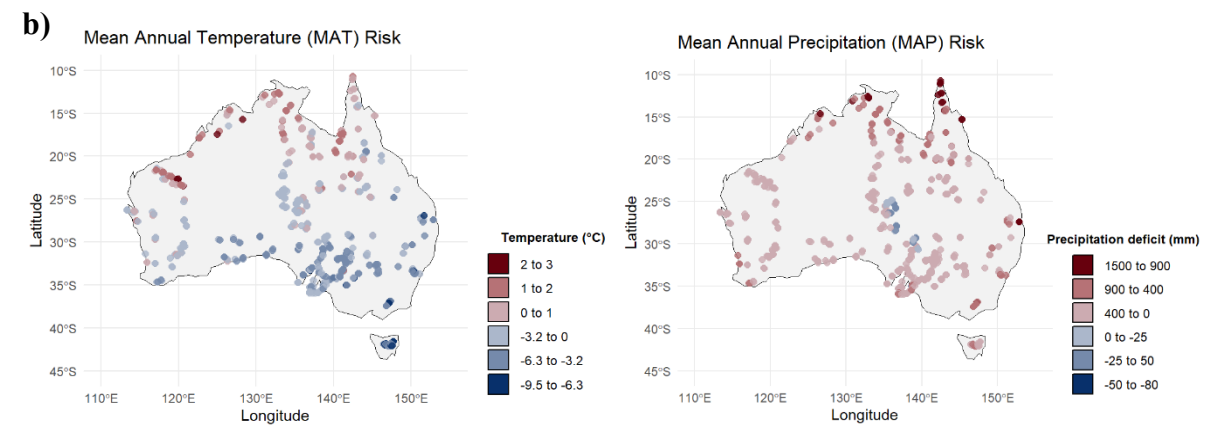 b)
Mean Annual Temperature (MAT) Risk
10°S
15°S
20°S
25°S
30°S
35°S
40°S
45°S
Latitude
110°E 120°E 130°E 140°E 150°E
Longitude
Temperature (°C)
2 to 3
1 to 2
0 to 1
-3.2 to 0
-6.3 to -3.2
-9.5 to -6.3
Mean Annual Precipitation (MAP) Risk
10°S
15°S
20°S
25°S
30°S
35°S
40°S
45°S
Latitude
110°E 120°E 130°E 140°E 150°E
Longitude
Precipitation deficit (mm)
1500 to 900
900 to 400
400 to 0
0 to -25
-25 to 50
-50 to -80